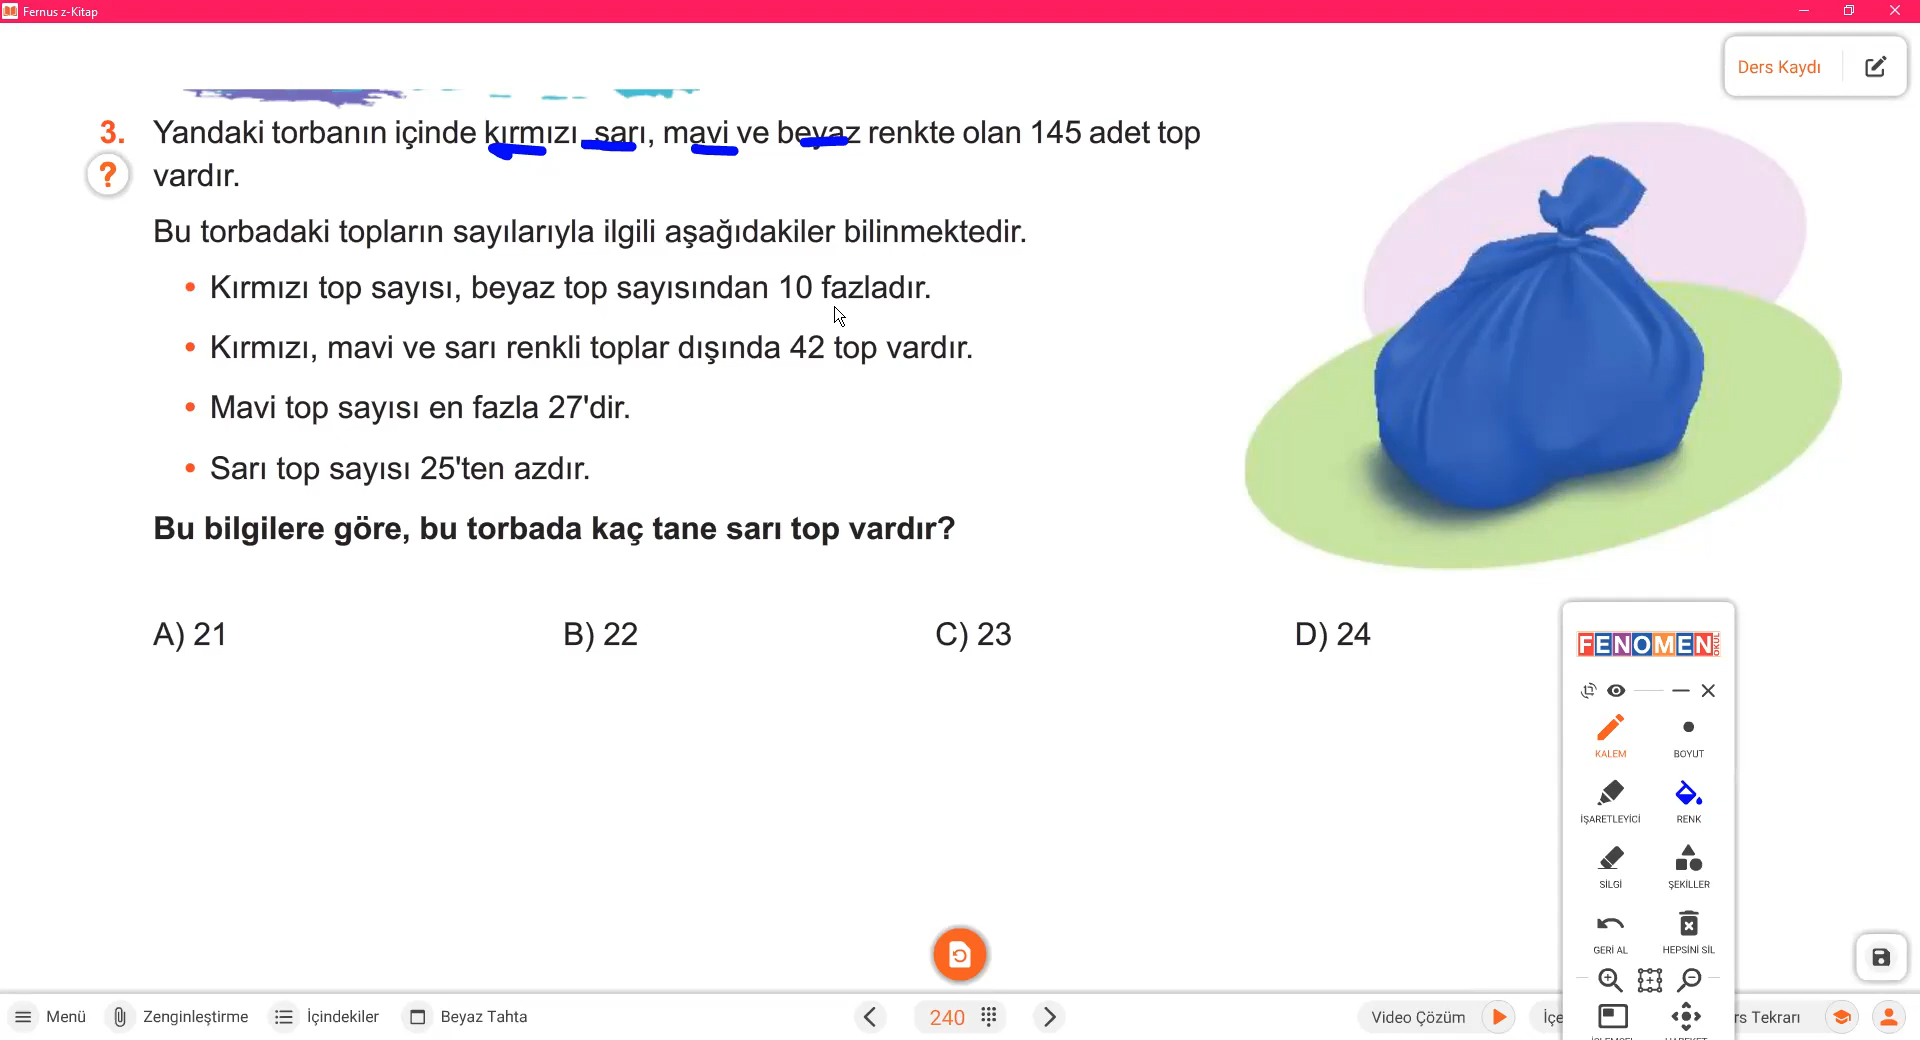 Fernus z-Kitap
Ders Kaydı
3. Yandaki torbanın içinde kırmızı, sarı, mavi ve beyaz renkte olan 145 adet top
?
vardır.
Bu torbadaki topların sayılarıyla ilgili aşağıdakiler bilinmektedir.
• Kırmızı top sayısı, beyaz top sayısından 10 fazladır.
• Kırmızı, mavi ve sarı renkli toplar dışında 42 top vardır.
• Mavi top sayısı en fazla 27'dir.
• Sarı top sayısı 25'ten azdır.
Bu bilgilere göre, bu torbada kaç tane sarı top vardır?
A) 21 B) 22 C) 23 D) 24
FENOMEN OKUL
KALEM BOYUT
İŞARETLEYİCİ RENK
SİLGİ ŞEKİLLER
GERİ AL HEPSİNİ SİL
Menü Zenginleştirme İçindekiler Beyaz Tahta 240 Video Çözüm İçe rs Tekrarı